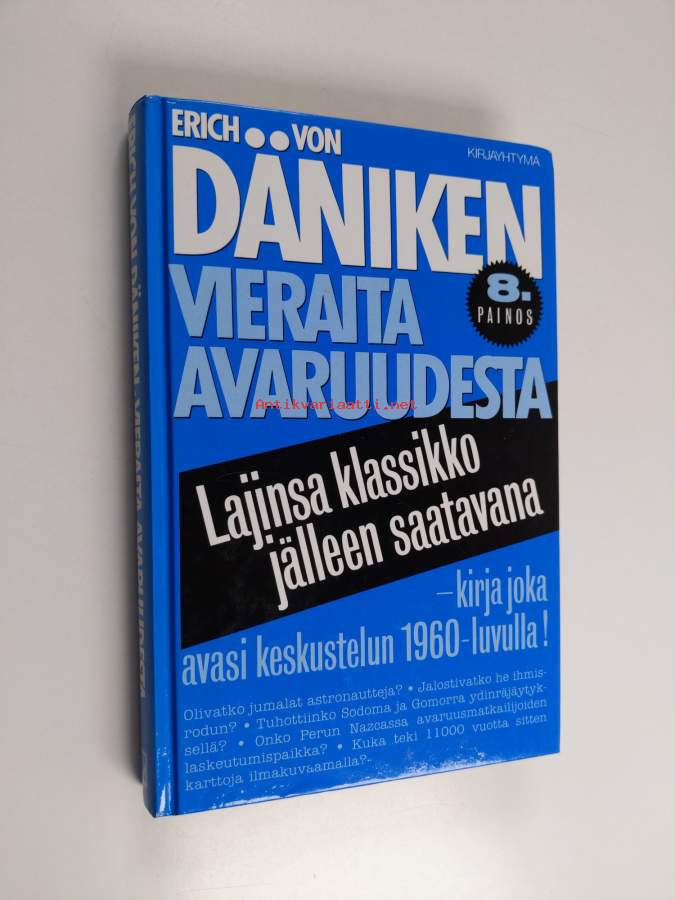 ERICH VON
KIRJAYHTYMÄ
DÄNIKEN
VIERAITA
8.
PAINOS
AVARUUDESTA
Antikvariaatti.net
Lajinsa klassikko
jälleen saatavana
–kirja joka
avasi keskustelun 1960-luvulla!
Olivatko jumalat astronautteja? • Jalostivatko he ihmis-
rodun? • Tuhottiinko Sodoma ja Gomorra ydinräjäytyk-
sellä? • Onko Perun Nazcassa avaruusmatkailijoiden
laskeutumispaikka? • Kuka teki 11000 vuotta sitten
karttoja ilmakuvaamalla?-
ERICH VON DÄNIKEN VIERAITA AVARUUDESTA